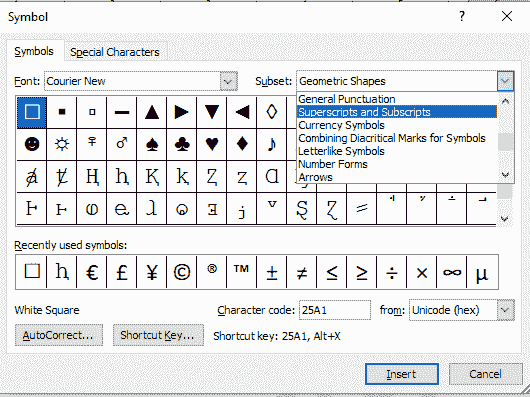 Symbol
? ×
Symbols Special Characters
Font: Courier New Subset: Geometric Shapes
General Punctuation
Superscripts and Subscripts
Currency Symbols
Combining Diacritical Marks for Symbols
Letterlike Symbols
Number Forms
Arrows
□ ▪ ▫ ▬ ▲ ► ▼ ◄ ◊
☻ ☼ ♀ ♂ ♠ ♣ ♥ ♦ ♪
ⱥ ⱦ Ⱨ ⱨ Ⱪ ⱪ Ⱬ ⱬ Ɑ
Ⱶ ⱶ ⱷ ⱸ ⱹ ⱺ ⱻ ⱼ ⱽ Ȿ Ɀ ⸗
Recently used symbols:
□ ⱨ € £ ¥ © ® ™ ± ≠ ≤ ≥ ÷ × ∞ µ
White Square Character code: 25A1 from: Unicode (hex)
AutoCorrect... Shortcut Key... Shortcut key: 25A1, Alt+X
Insert Cancel